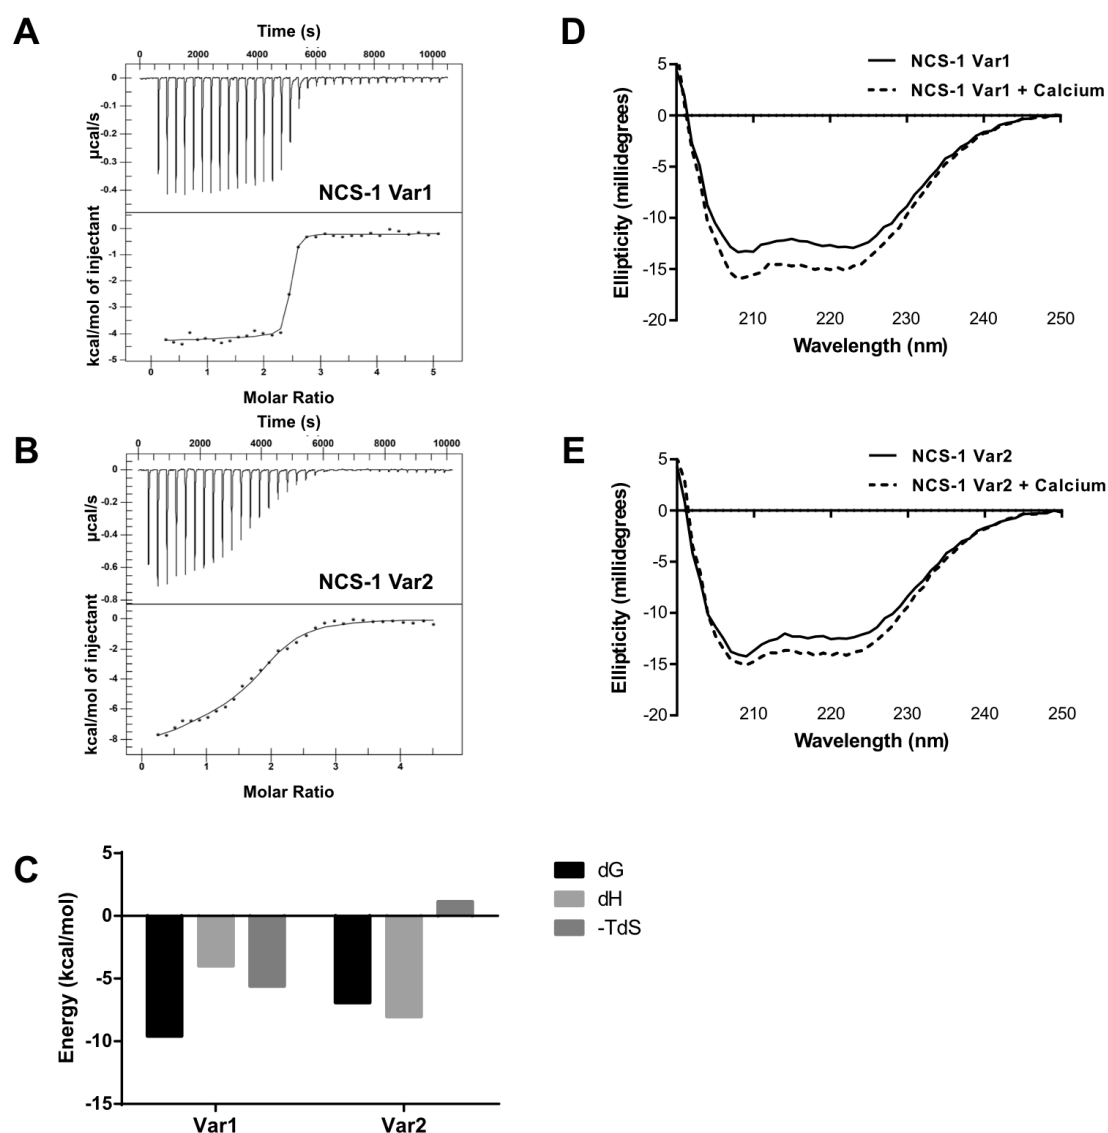 A
Time (s)
0 2000 4000 6000 8000 10000
0
-0.1
-0.2
-0.3
-0.4
µcal/s
NCS-1 Var1
0
-1
-2
-3
-4
-5
kcal/mol of injectant
0 1 2 3 4 5
Molar Ratio
B
Time (s)
0 2000 4000 6000 8000 10000
0
-0.2
-0.4
-0.6
-0.8
µcal/s
NCS-1 Var2
0
-2
-4
-6
-8
kcal/mol of injectant
0 1 2 3 4
Molar Ratio
C
5
0
-5
-10
-15
Energy (kcal/mol)
Var1 Var2
dG
dH
-TdS
D
NCS-1 Var1
NCS-1 Var1 + Calcium
5
0
-5
-10
-15
-20
Ellipticity (millidegrees)
210 220 230 240 250
Wavelength (nm)
E
NCS-1 Var2
NCS-1 Var2 + Calcium
5
0
-5
-10
-15
-20
Ellipticity (millidegrees)
210 220 230 240 250
Wavelength (nm)